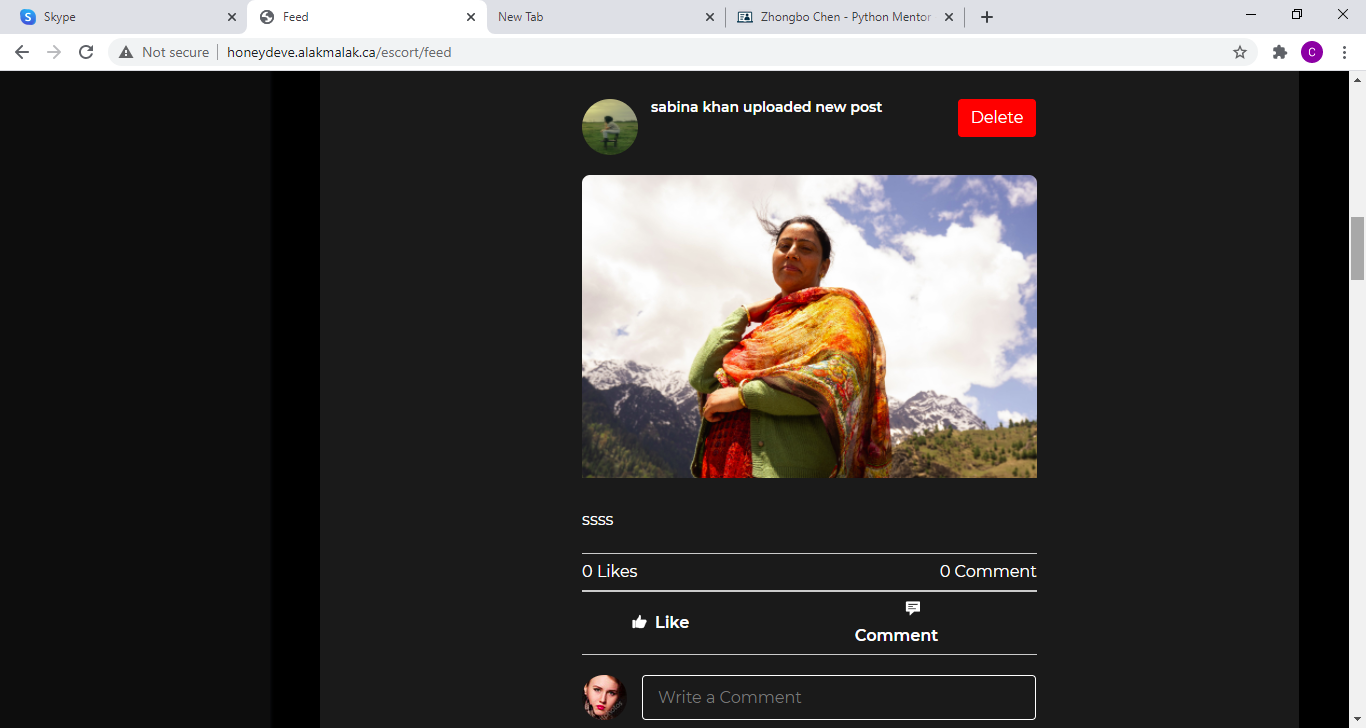 Skype
Feed
New Tab
Zhongbo Chen - Python Mentor
Not secure
honeydeve.alakmalak.ca/escort/feed
C
sabina khan uploaded new post
Delete
ssss
0 Likes
0 Comment
Like
Comment
Write a Comment